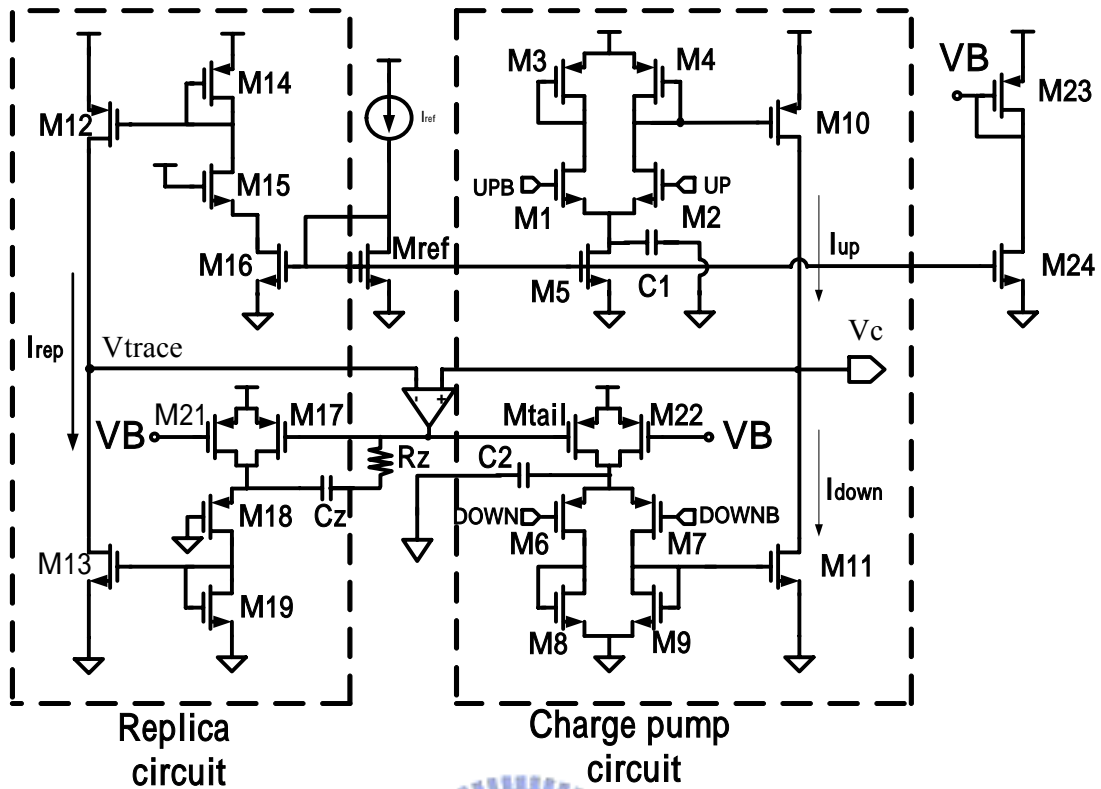 M3
M4
VB
M14
M23
M12
Iref
M10
M15
UPB
UP
M1
M2
Mref
Iup
M16
M5
C1
M24
Irep
Vtrace
Vc
-
+
M21
M17
Mtail
M22
VB
VB
Rz
C2
Idown
M18
Cz
DOWN
DOWNB
M6
M7
M13
M11
M19
M8
M9
Replica
circuit
Charge pump
circuit